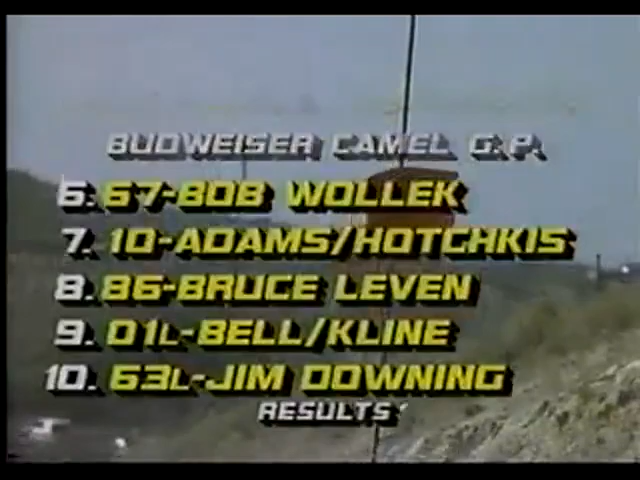 BUDWEISER CAMEL G.P.
6. 67-BOB WOLLEK
7. 10-ADAMS/HOTCHKIS
8. 86-BRUCE LEVEN
9. 01L-BELL/KLINE
10. 63L-JIM DOWNING
RESULTS